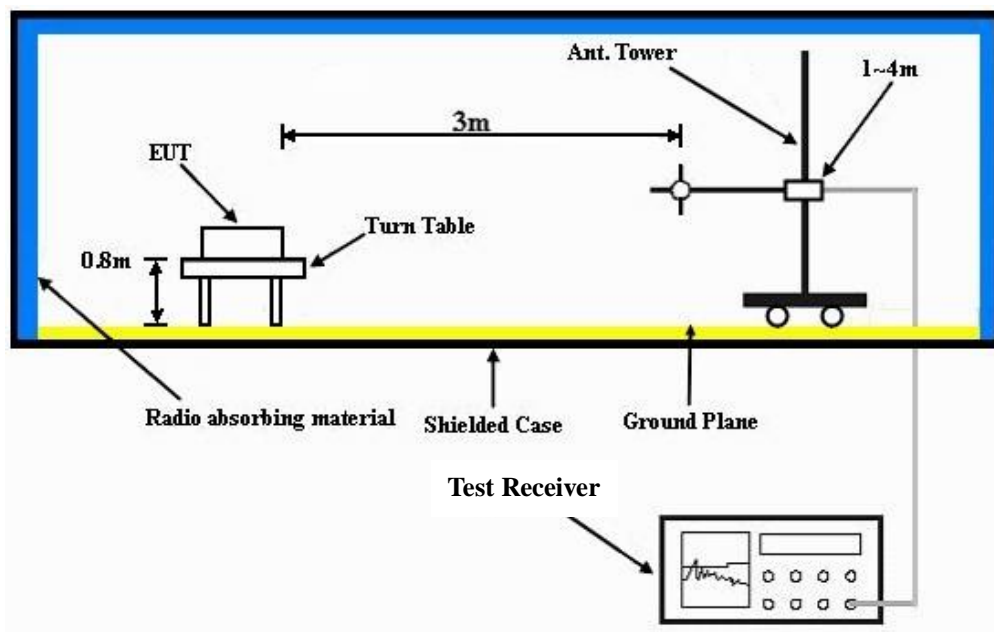 Ant. Tower
1~4m
3m
EUT
Turn Table
0.8m
Radio absorbing material
Shielded Case
Ground Plane
Test Receiver